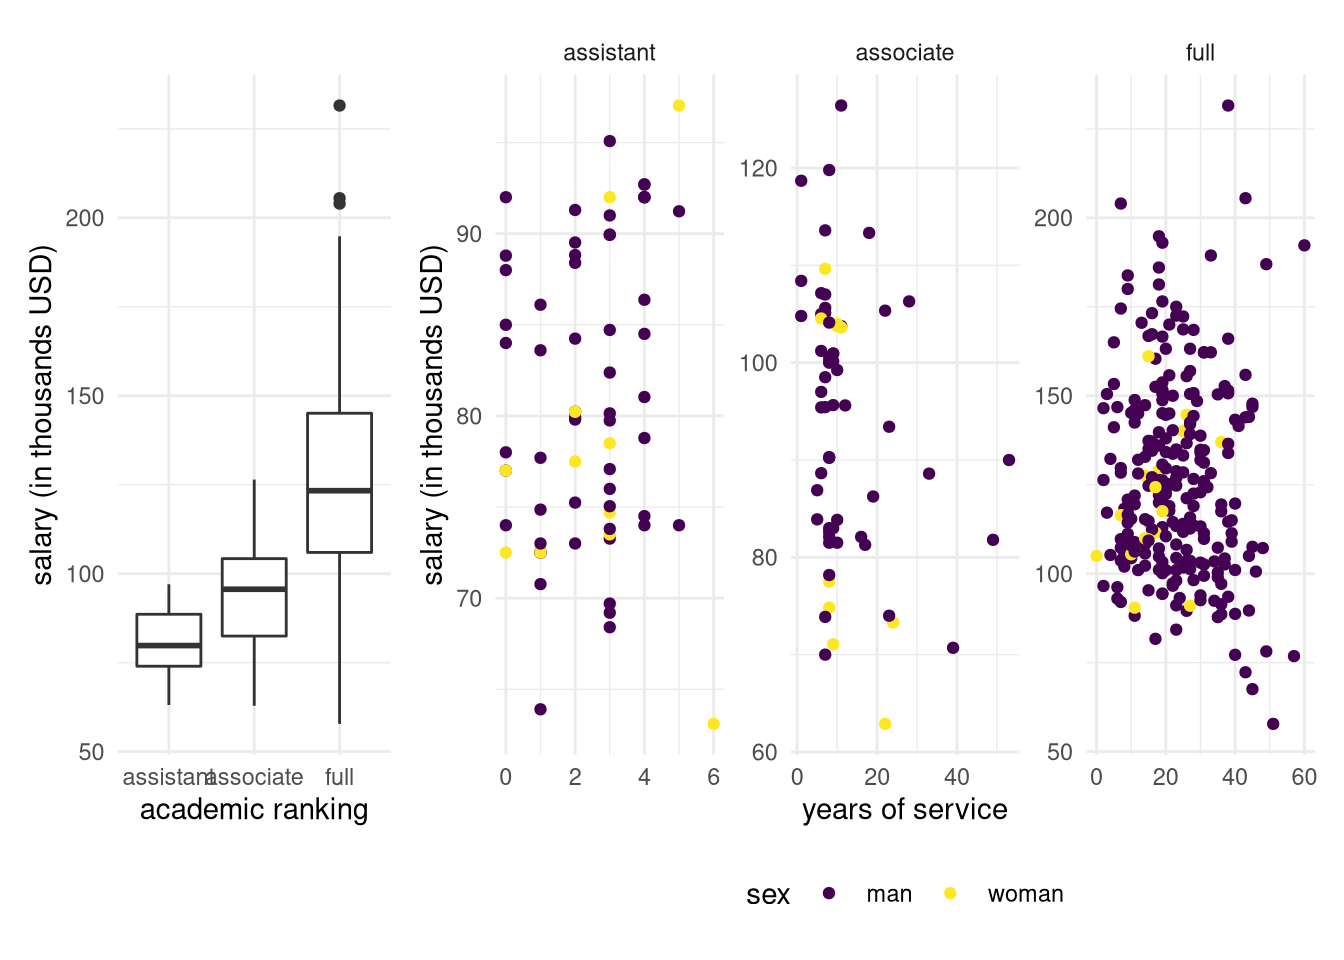 assistant
associate
full
salary (in thousands USD)
200
150
100
50
assistant
associate
full
academic ranking
salary (in thousands USD)
90
80
70
0
2
4
6
120
100
80
60
0
20
40
years of service
200
150
100
50
0
20
40
60
sex
man
woman